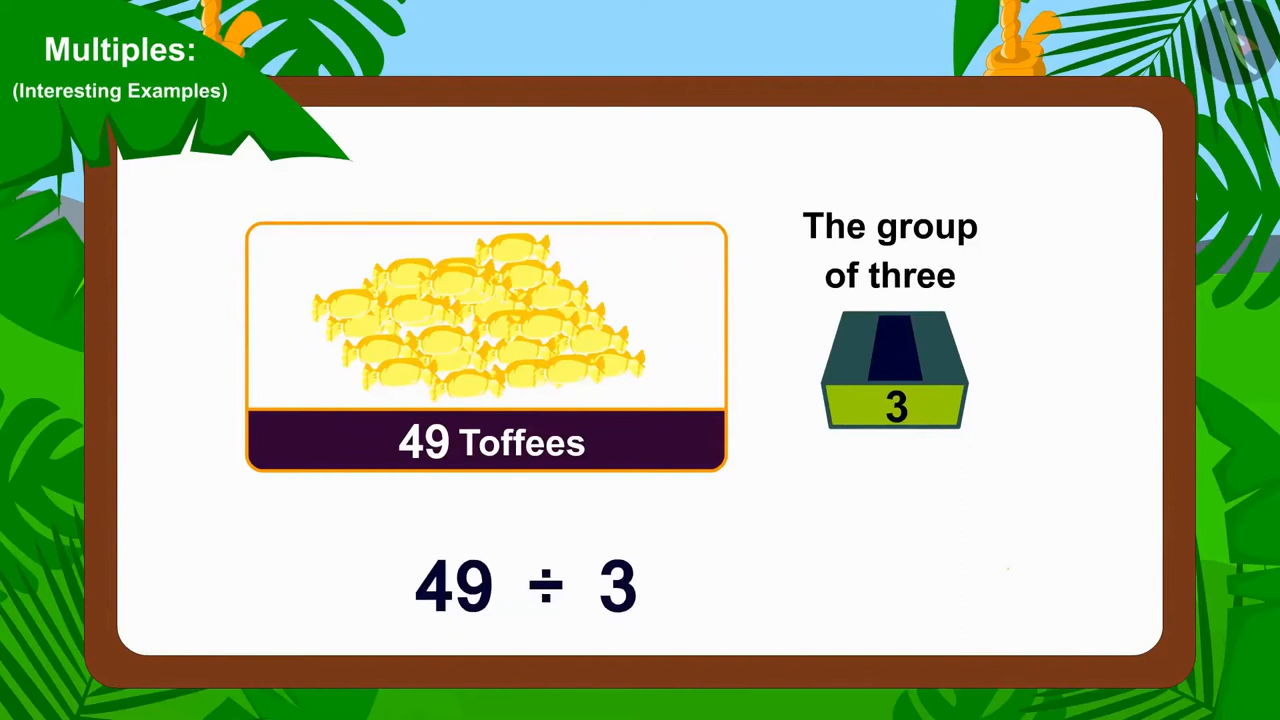 Multiples:
(Interesting Examples)
The group
of three
3
49 Toffees
49 ÷ 3